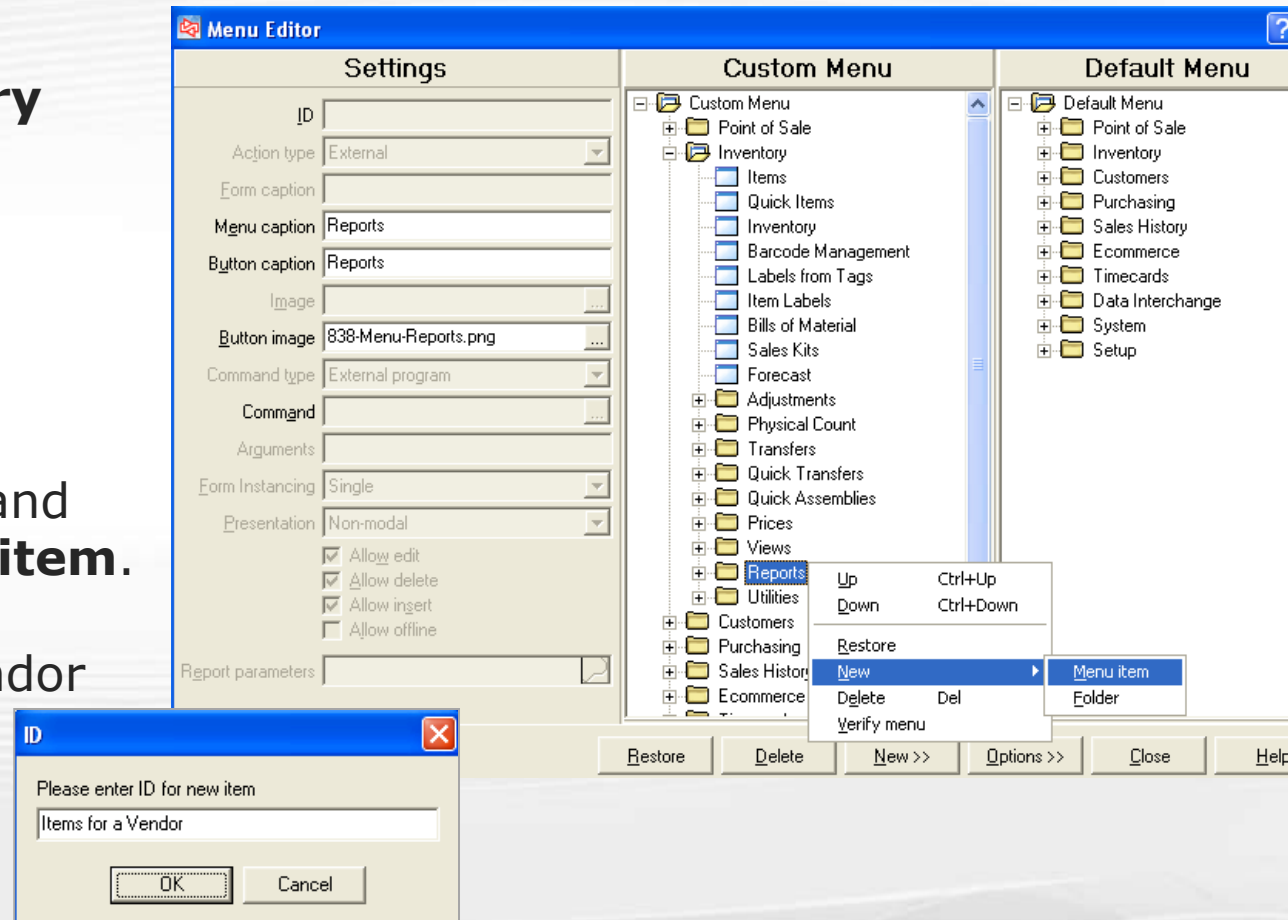 ry
and
item.
ndor
Menu Editor
?
Settings
ID
Action type External
Form caption
Menu caption Reports
Button caption Reports
Image ...
Button image 838-Menu-Reports.png ...
Command type External program
Command ...
Arguments
Form Instancing Single
Presentation Non-modal
Allow edit
Allow delete
Allow insert
Allow offline
Report parameters
Custom Menu
Custom Menu
Point of Sale
Inventory
Items
Quick Items
Inventory
Barcode Management
Labels from Tags
Item Labels
Bills of Material
Sales Kits
Forecast
Adjustments
Physical Count
Transfers
Quick Transfers
Quick Assemblies
Prices
Views
Reports
Utilities
Customers
Purchasing
Sales Histor
Ecommerce
Default Menu
Default Menu
Point of Sale
Inventory
Customers
Purchasing
Sales History
Ecommerce
Timecards
Data Interchange
System
Setup
Up Ctrl+Up
Down Ctrl+Down
Restore
New
Delete Del
Verify menu
Menu item
Folder
Restore Delete New >> Options >> Close Help
ID
Please enter ID for new item
Items for a Vendor
OK Cancel